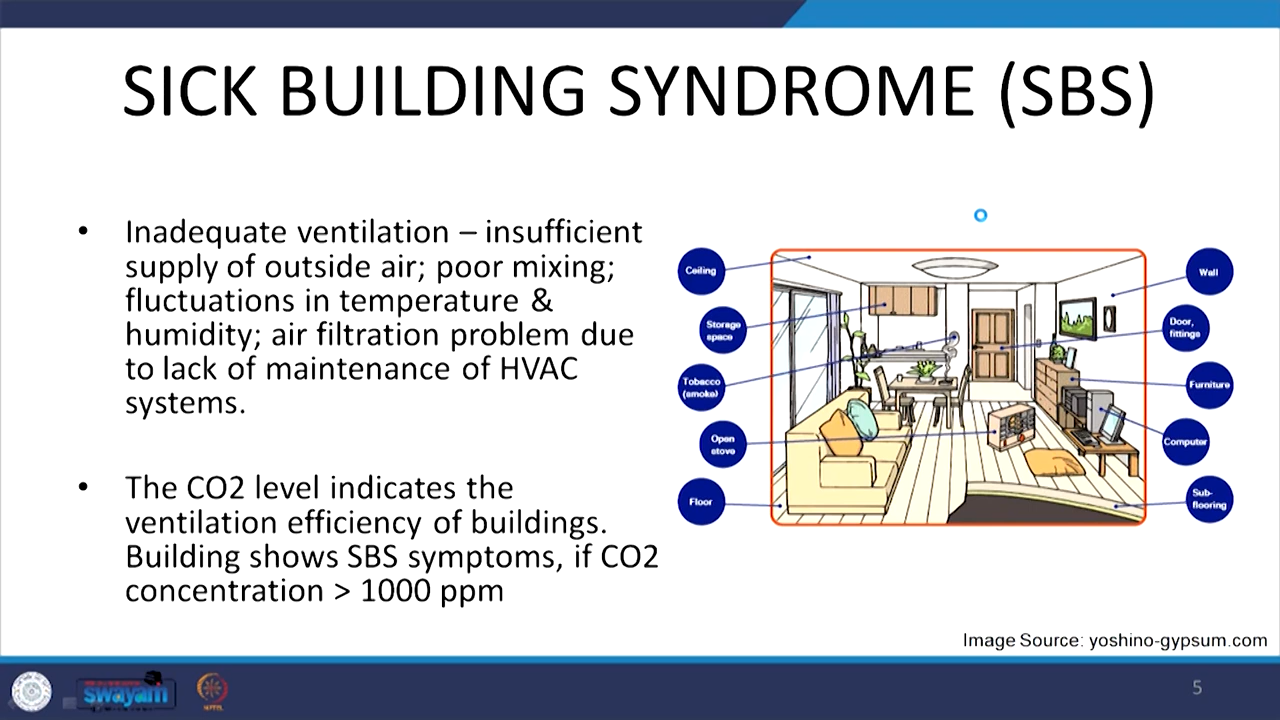 SICK BUILDING SYNDROME (SBS)
• Inadequate ventilation – insufficient
supply of outside air; poor mixing;
fluctuations in temperature &
humidity; air filtration problem due
to lack of maintenance of HVAC
systems.
• The CO2 level indicates the
ventilation efficiency of buildings.
Building shows SBS symptoms, if CO2
concentration > 1000 ppm
Ceiling
Storage
space
Tobacco
(smoke)
Open
stove
Floor
Wall
Door,
fittings
Furniture
Computer
Sub-
flooring
Image Source: yoshino-gypsum.com
swayam
5